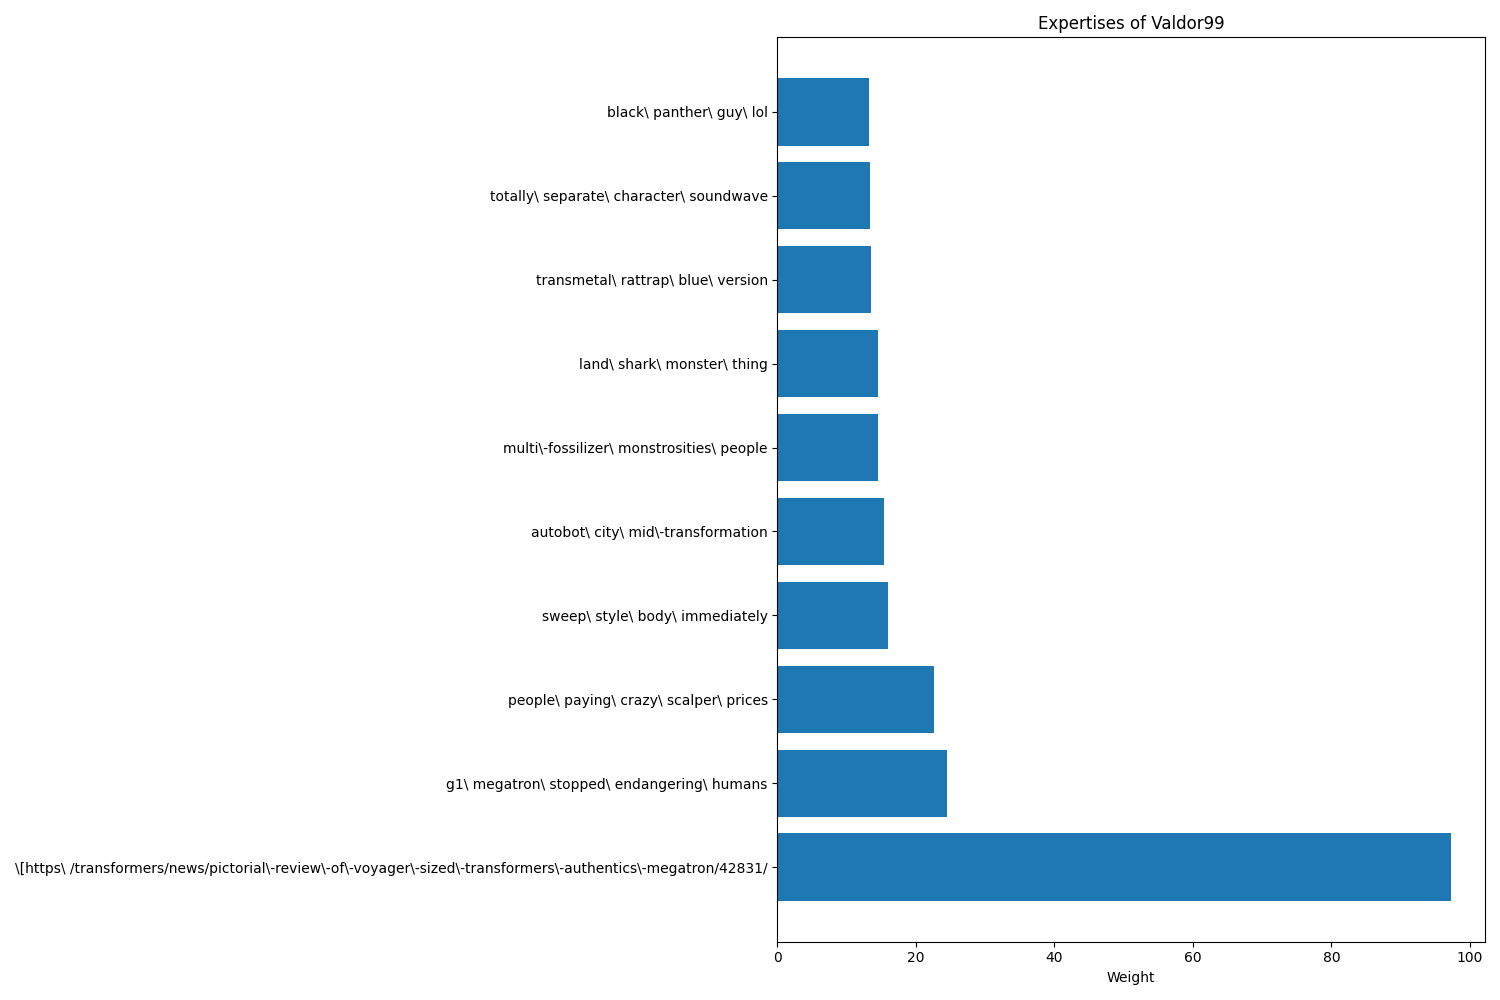 Expertises of Valdor99
black\ panther\ guy\ lol
totally\ separate\ character\ soundwave
transmetal\ rattrap\ blue\ version
land\ shark\ monster\ thing
multi\-fossilizer\ monstrosities\ people
autobot\ city\ mid\-transformation
sweep\ style\ body\ immediately
people\ paying\ crazy\ scalper\ prices
g1\ megatron\ stopped\ endangering\ humans
\[https\ /transformers/news/pictorial\-review\-of\-voyager\-sized\-transformers\-authentics\-megatron/42831/
0 20 40 60 80 100
Weight